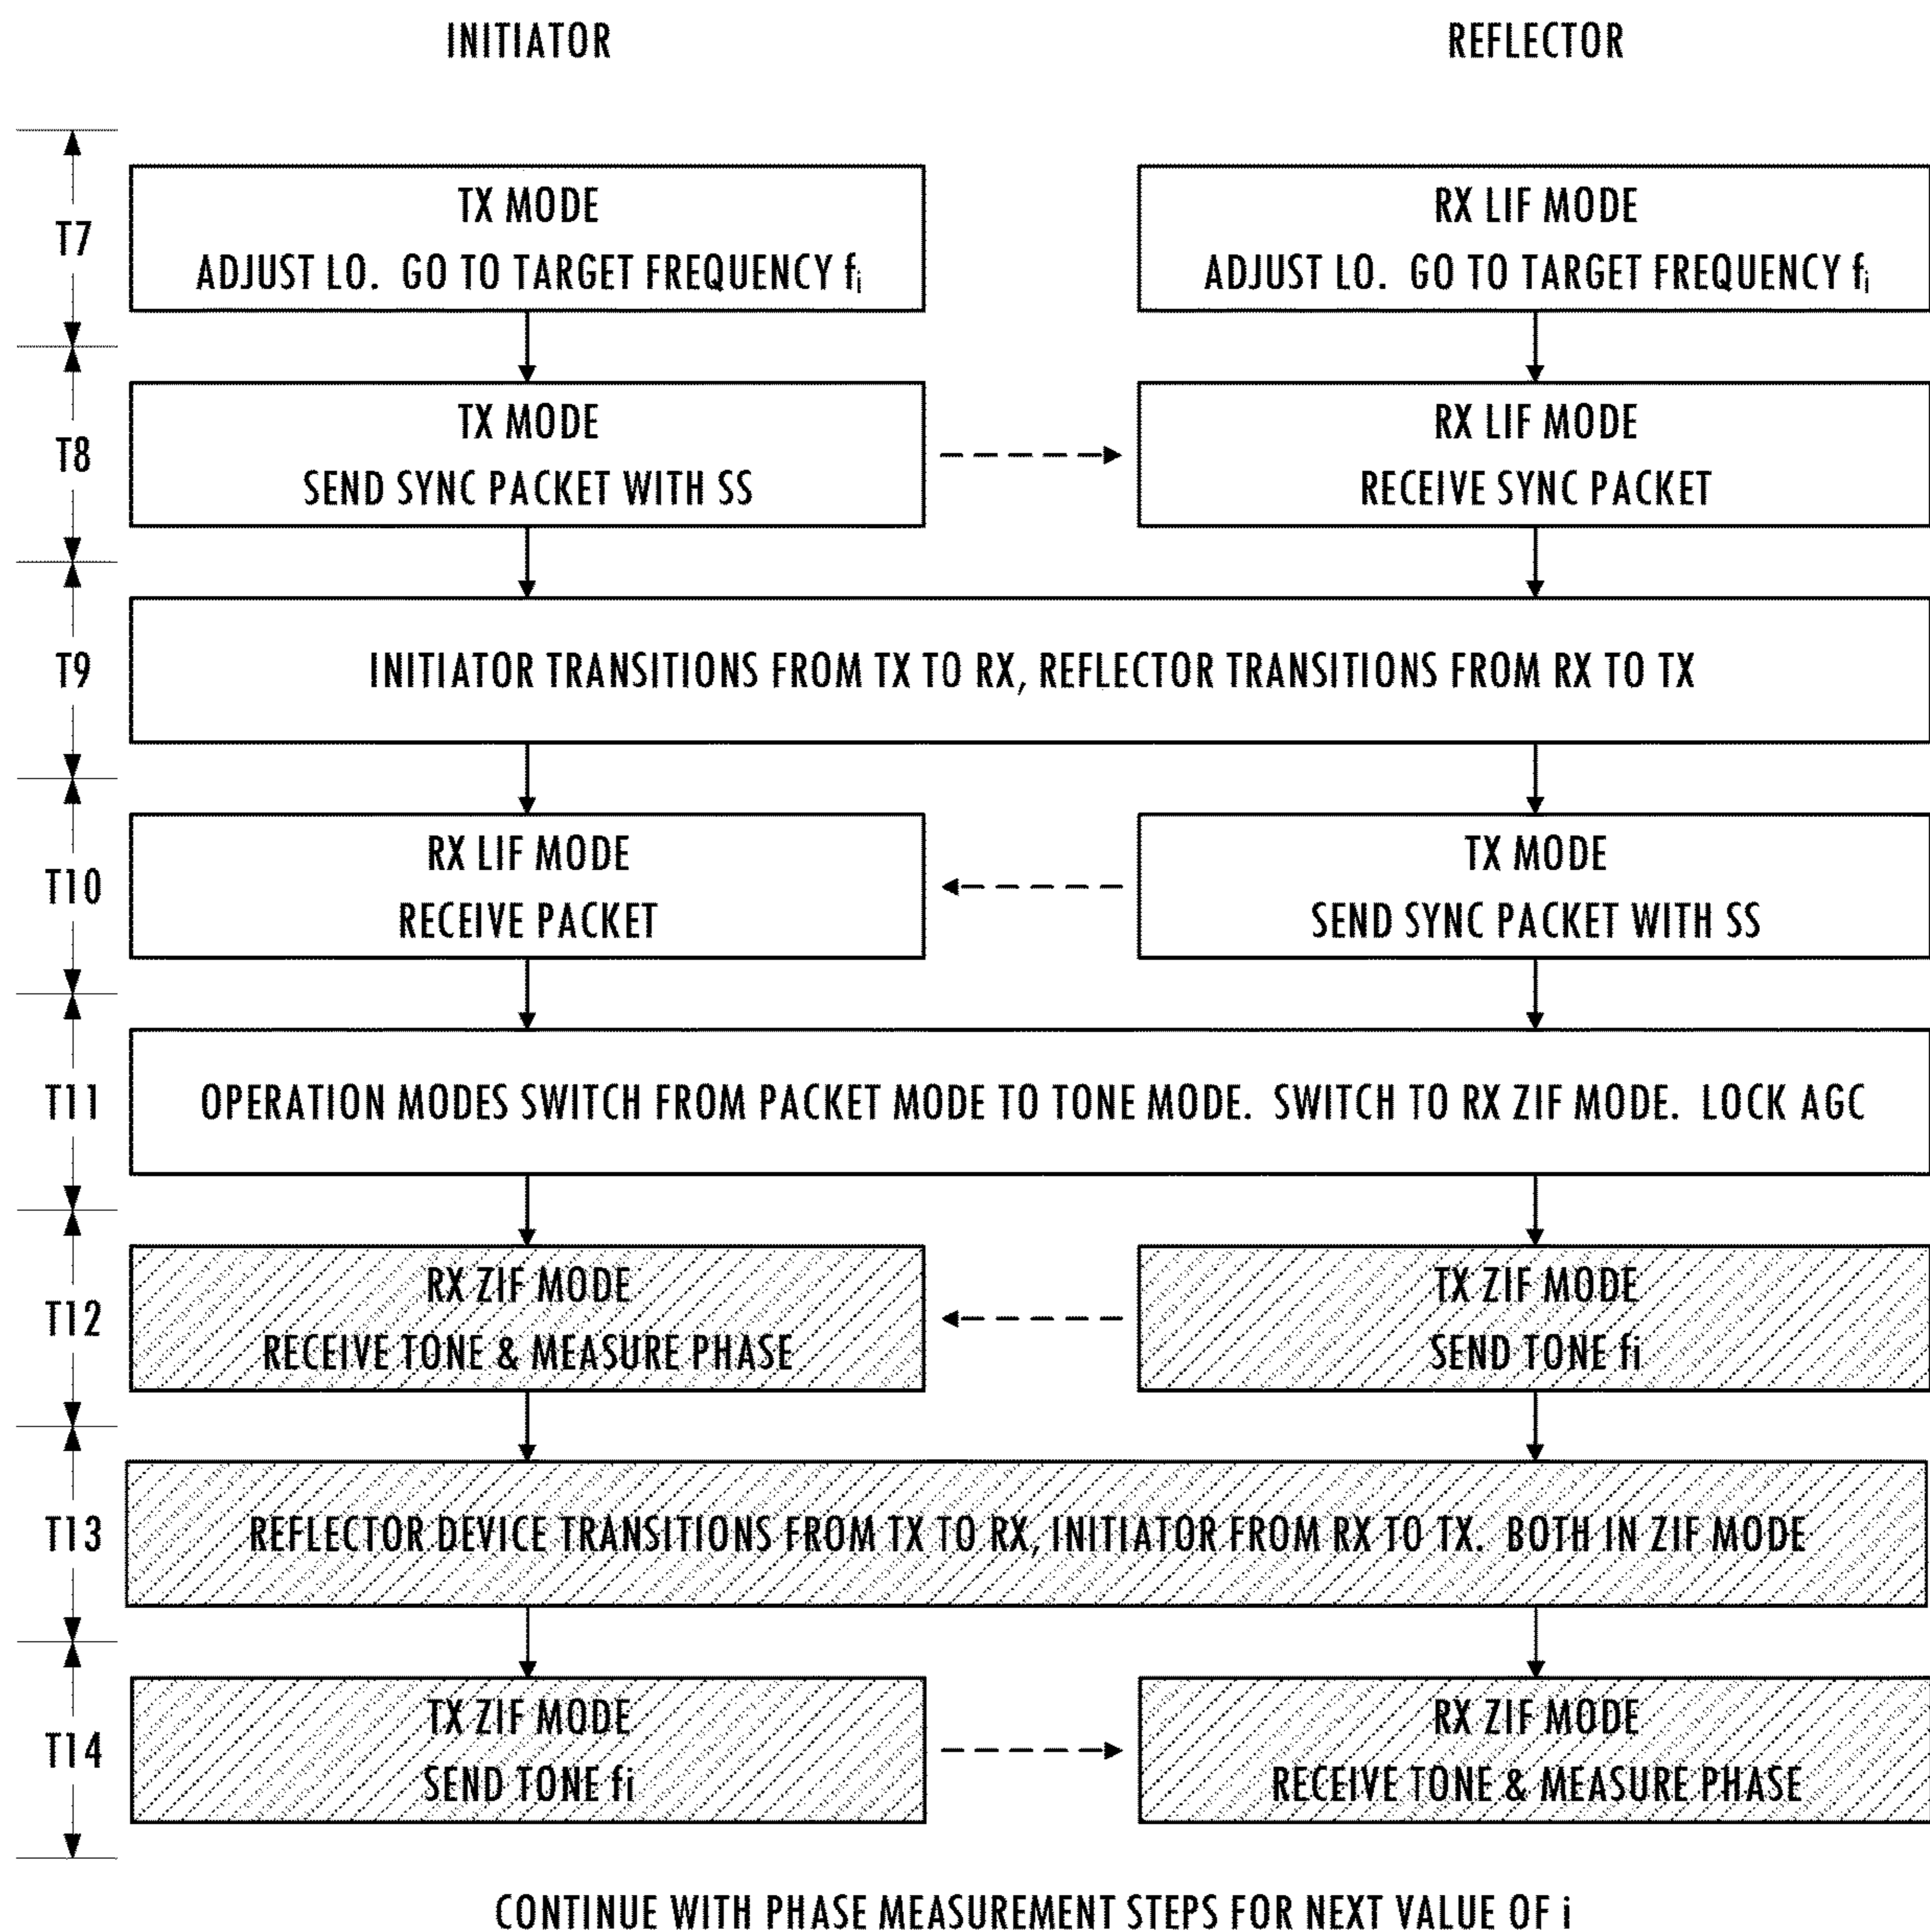 INITIATOR
REFLECTOR
T7
TX MODE
ADJUST LO. GO TO TARGET FREQUENCY fi
RX LIF MODE
ADJUST LO. GO TO TARGET FREQUENCY fi
T8
TX MODE
SEND SYNC PACKET WITH SS
RX LIF MODE
RECEIVE SYNC PACKET
T9
INITIATOR TRANSITIONS FROM TX TO RX, REFLECTOR TRANSITIONS FROM RX TO TX
T10
RX LIF MODE
RECEIVE PACKET
TX MODE
SEND SYNC PACKET WITH SS
T11
OPERATION MODES SWITCH FROM PACKET MODE TO TONE MODE. SWITCH TO RX ZIF MODE. LOCK AGC
T12
RX ZIF MODE
RECEIVE TONE & MEASURE PHASE
TX ZIF MODE
SEND TONE fi
T13
REFLECTOR DEVICE TRANSITIONS FROM TX TO RX, INITIATOR FROM RX TO TX. BOTH IN ZIF MODE
T14
TX ZIF MODE
SEND TONE fi
RX ZIF MODE
RECEIVE TONE & MEASURE PHASE
CONTINUE WITH PHASE MEASUREMENT STEPS FOR NEXT VALUE OF i